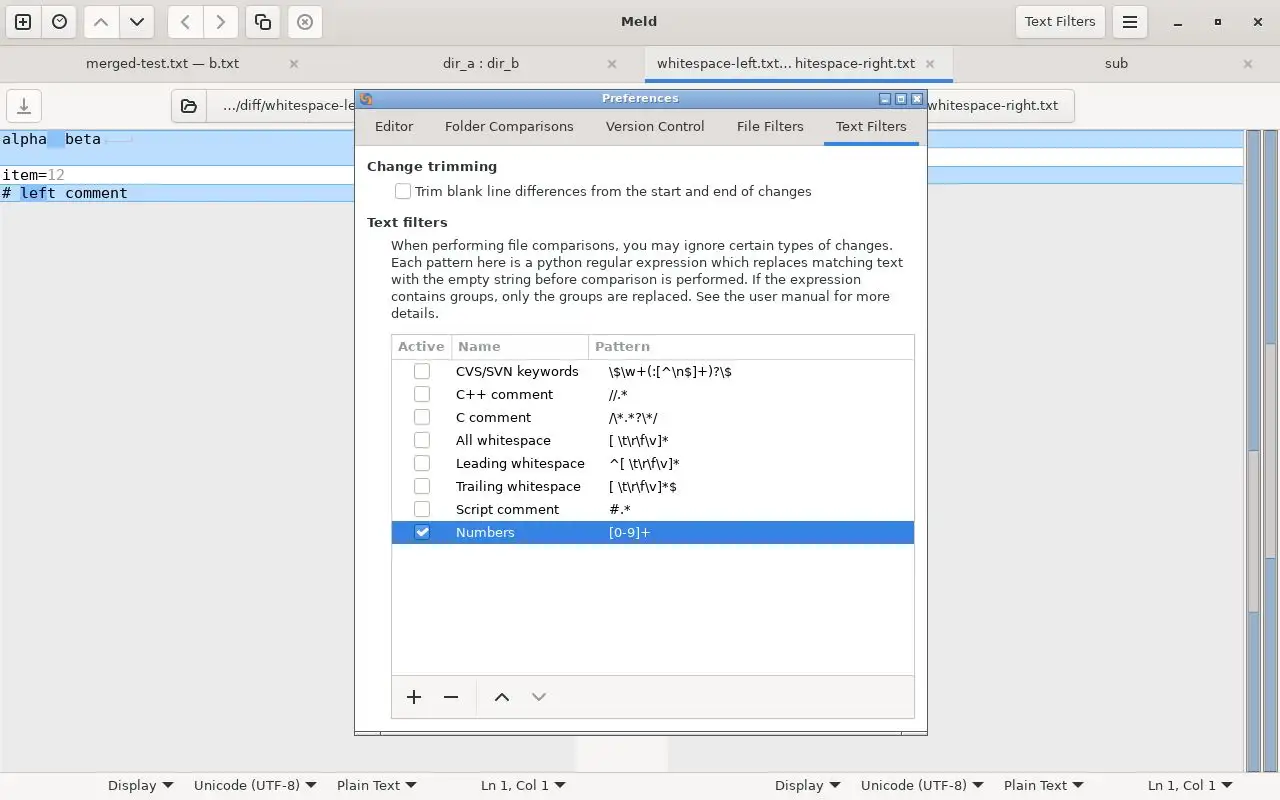 Meld
Text Filters
merged-test.txt — b.txt
dir_a : dir_b
whitespace-left.txt... hitespace-right.txt
sub
.../diff/whitespace-le
whitespace-right.txt
alpha  beta
item=12
# left comment
Preferences
Editor
Folder Comparisons
Version Control
File Filters
Text Filters
Change trimming
Trim blank line differences from the start and end of changes
Text filters
When performing file comparisons, you may ignore certain types of changes.
Each pattern here is a python regular expression which replaces matching text
with the empty string before comparison is performed. If the expression
contains groups, only the groups are replaced. See the user manual for more
details.
Active Name Pattern
CVS/SVN keywords \$\w+(:[^\n$]+)?\$
C++ comment //.*
C comment /\*.*?\*/
All whitespace [ \t\r\f\v]*
Leading whitespace ^[ \t\r\f\v]*
Trailing whitespace [ \t\r\f\v]*$
Script comment #.*
Numbers [0-9]+
Display Unicode (UTF-8) Plain Text Ln 1, Col 1
Display Unicode (UTF-8) Plain Text Ln 1, Col 1